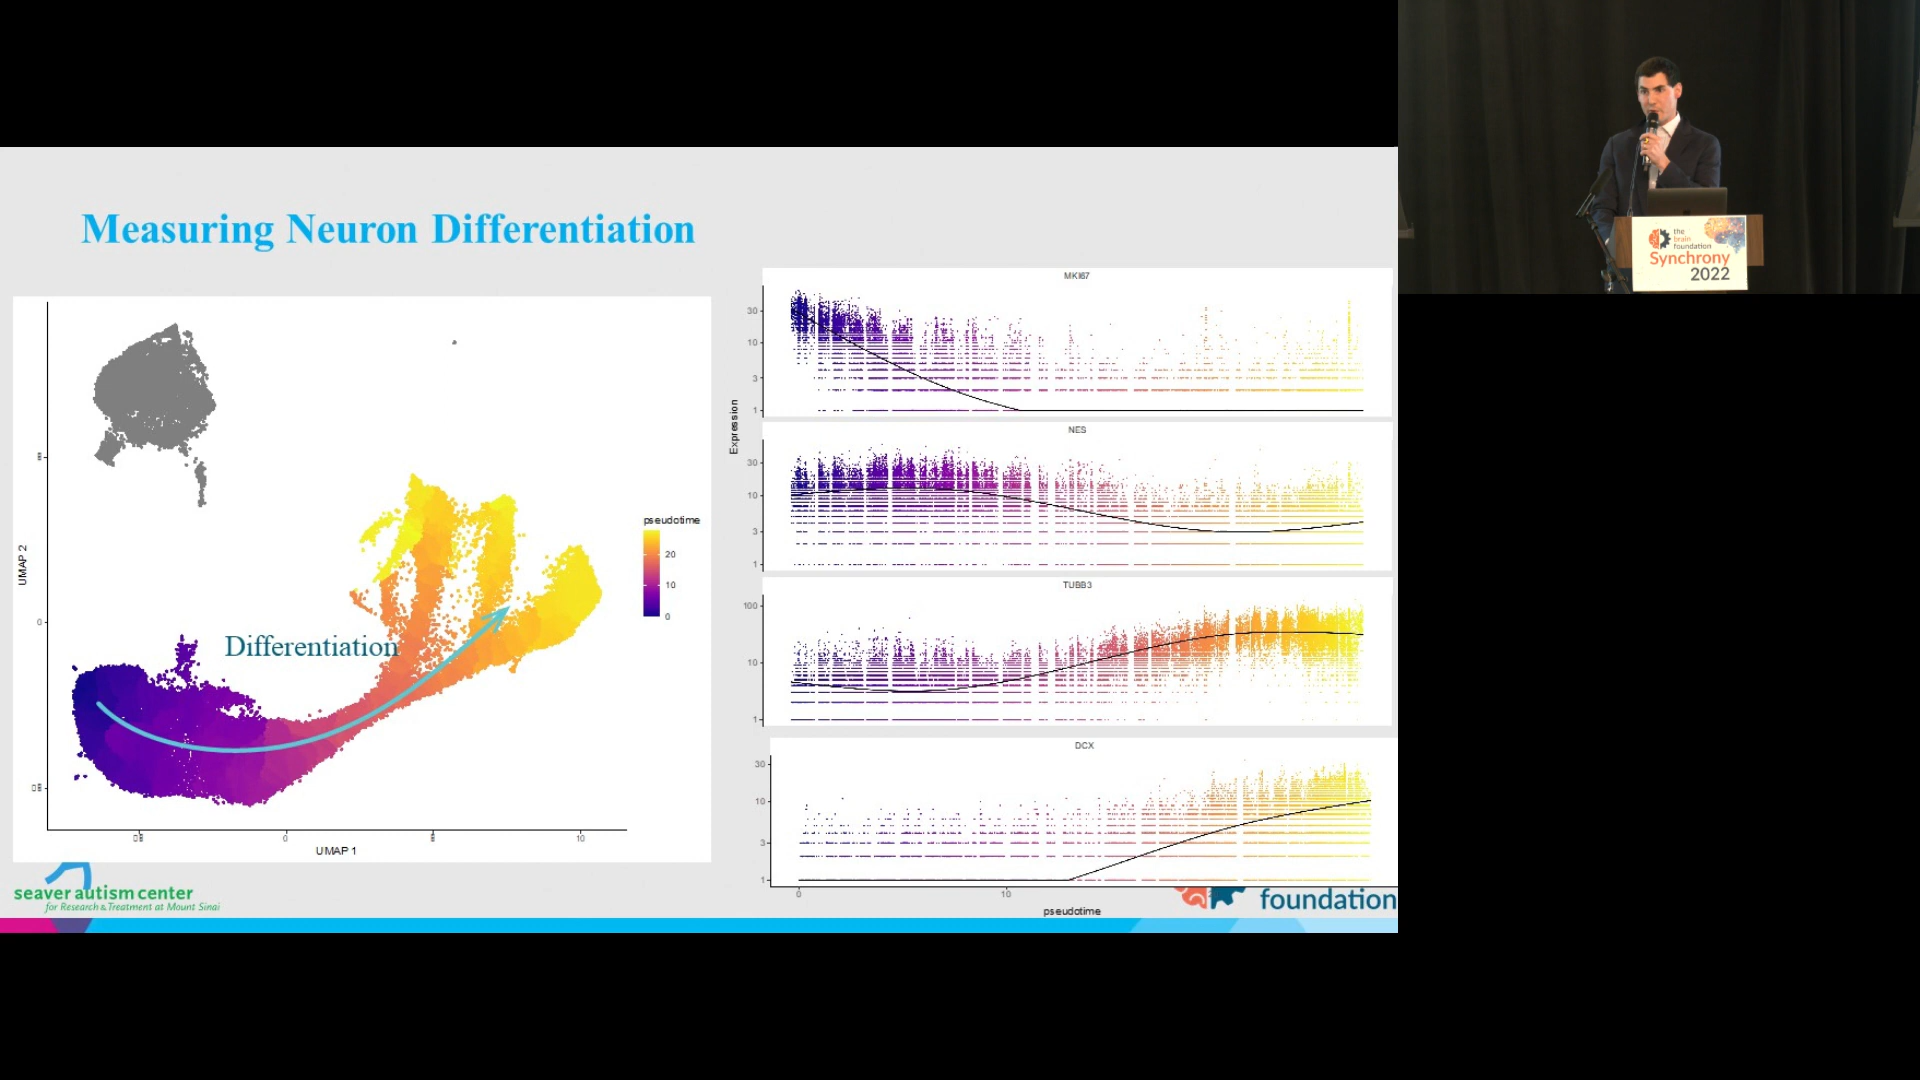 Measuring Neuron Differentiation
UMAP 2
0
Differentiation
pseudotime
20
10
0
0
10
UMAP 1
Expression
MKI67
30
10
3
1
NES
30
10
3
1
TUBB3
100
10
1
DCX
30
10
3
1
0
10
pseudotime
seaver autism center
for Research & Treatment at Mount Sinai
foundation
the
brain
foundation
Synchrony
2022